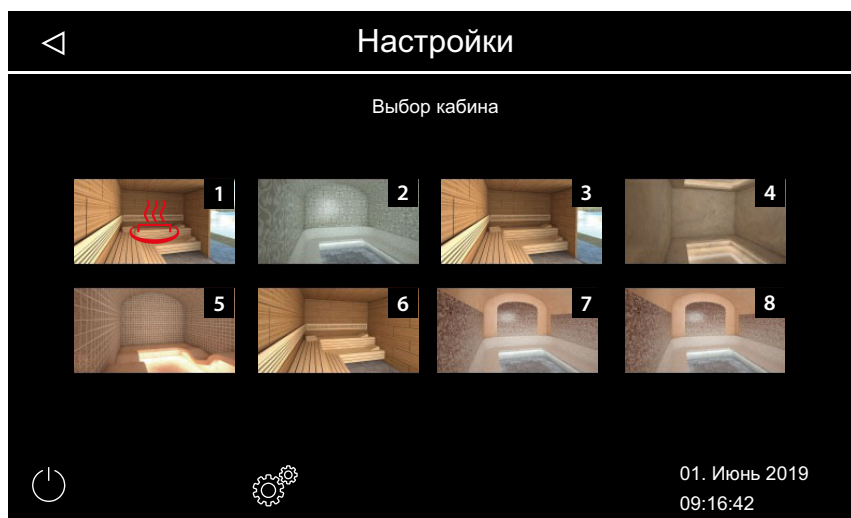 Настройки
Выбор кабина
1 2 3 4
5 6 7 8
01. Июнь 2019
09:16:42